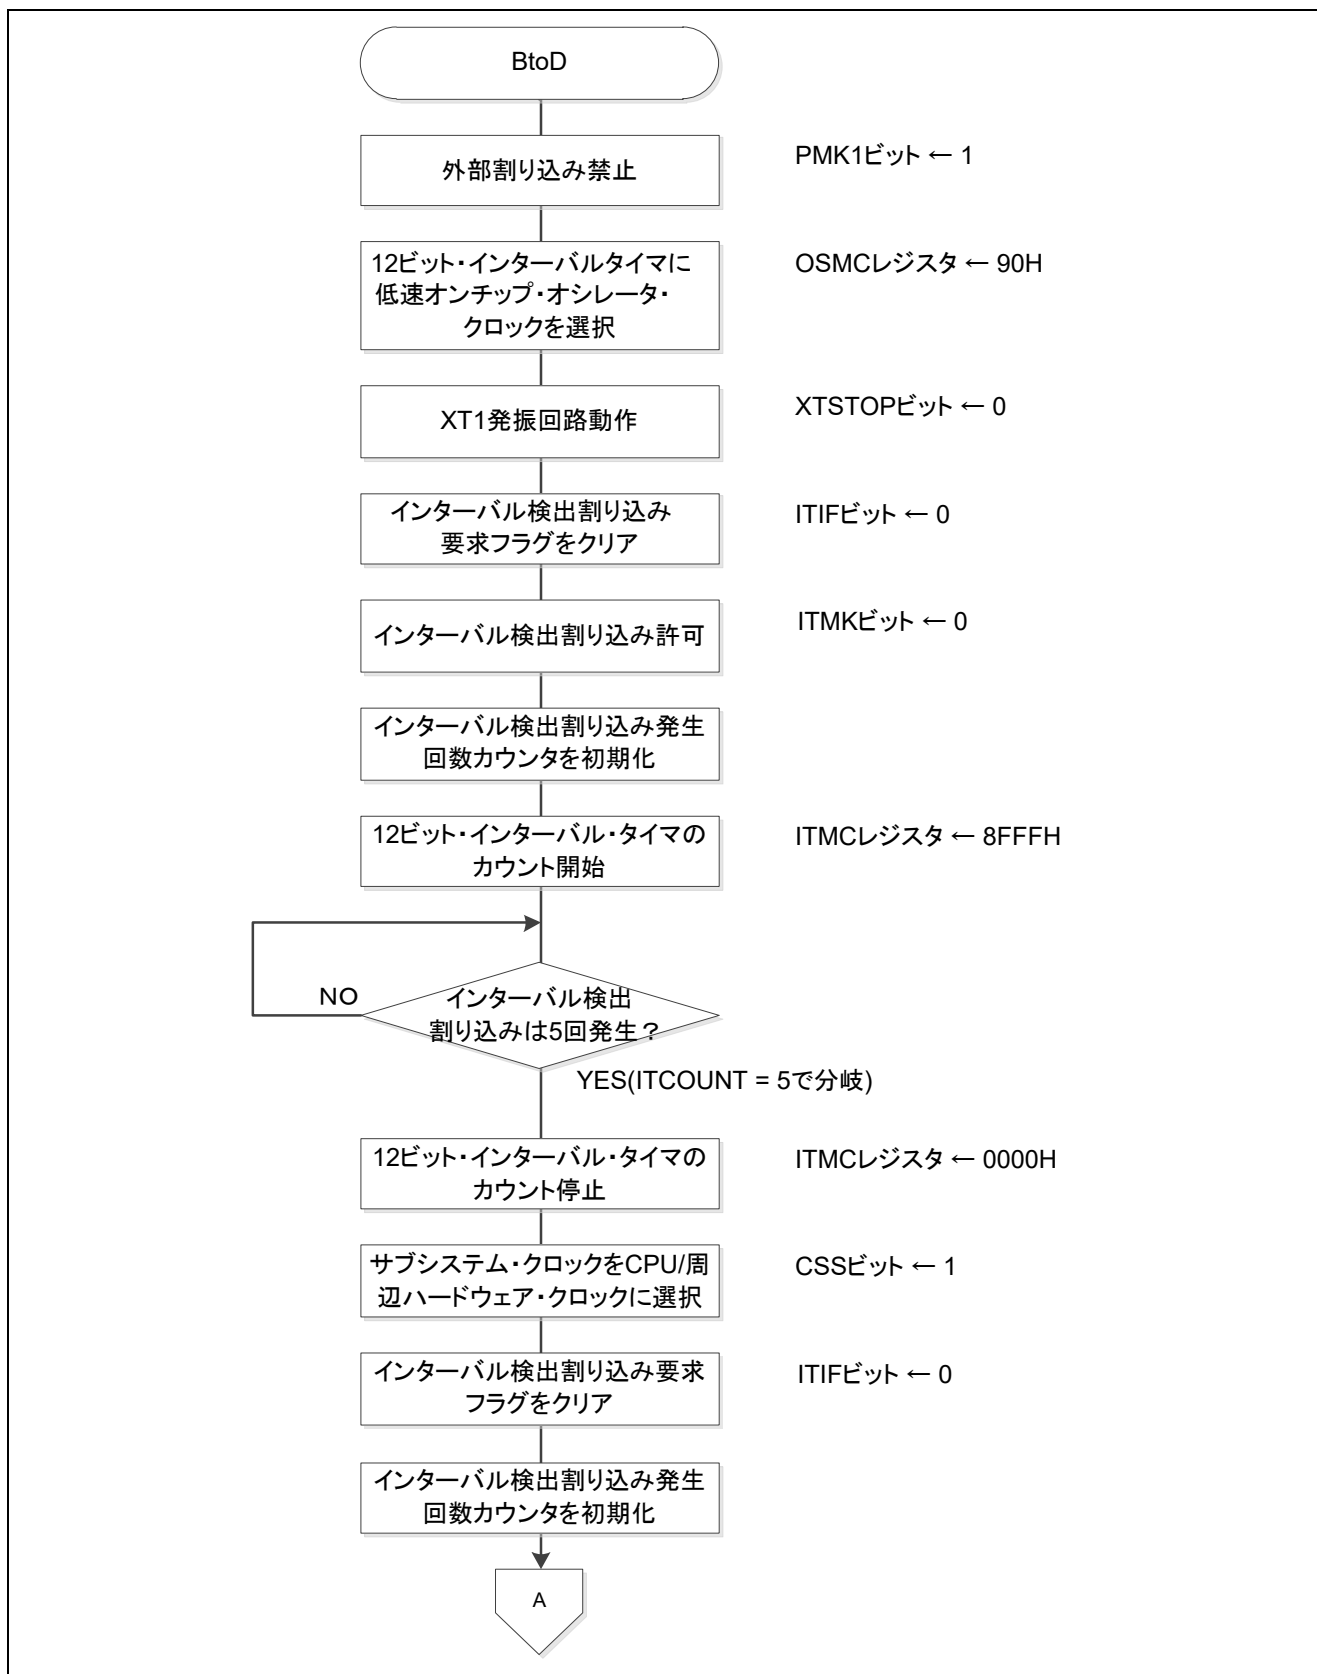 BtoD
外部割り込み禁止
PMK1ビット ← 1
12ビット・インターバルタイマに
低速オンチップ・オシレータ・
クロックを選択
OSMCレジスタ ← 90H
XT1発振回路動作
XTSTOPビット ← 0
インターバル検出割り込み
要求フラグをクリア
ITIFビット ← 0
インターバル検出割り込み許可
ITMKビット ← 0
インターバル検出割り込み発生
回数カウンタを初期化
12ビット・インターバル・タイマの
カウント開始
ITMCレジスタ ← 8FFFH
NO
インターバル検出
割り込みは5回発生？
YES(ITCOUNT = 5で分岐)
12ビット・インターバル・タイマの
カウント停止
ITMCレジスタ ← 0000H
サブシステム・クロックをCPU/周
辺ハードウェア・クロックに選択
CSSビット ← 1
インターバル検出割り込み要求
フラグをクリア
ITIFビット ← 0
インターバル検出割り込み発生
回数カウンタを初期化
A